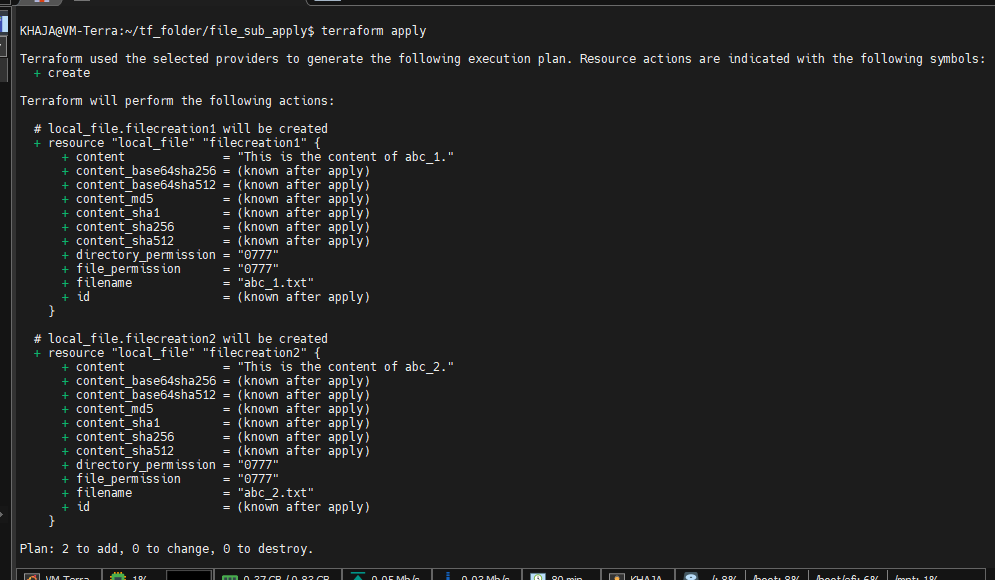 KHAJA@VM-Terra:~/tf_folder/file_sub_apply$ terraform apply
Terraform used the selected providers to generate the following execution plan. Resource actions are indicated with the following symbols:
+ create
Terraform will perform the following actions:
# local_file.filecreation1 will be created
+ resource "local_file" "filecreation1" {
+ content = "This is the content of abc_1."
+ content_base64sha256 = (known after apply)
+ content_base64sha512 = (known after apply)
+ content_md5 = (known after apply)
+ content_sha1 = (known after apply)
+ content_sha256 = (known after apply)
+ content_sha512 = (known after apply)
+ directory_permission = "0777"
+ file_permission = "0777"
+ filename = "abc_1.txt"
+ id = (known after apply)
}
# local_file.filecreation2 will be created
+ resource "local_file" "filecreation2" {
+ content = "This is the content of abc_2."
+ content_base64sha256 = (known after apply)
+ content_base64sha512 = (known after apply)
+ content_md5 = (known after apply)
+ content_sha1 = (known after apply)
+ content_sha256 = (known after apply)
+ content_sha512 = (known after apply)
+ directory_permission = "0777"
+ file_permission = "0777"
+ filename = "abc_2.txt"
+ id = (known after apply)
}
Plan: 2 to add, 0 to change, 0 to destroy.
VM-Terra 1% 0.37 GB / 0.83 GB 0.05 Mb/s 0.03 Mb/s 80 min KHAJA /: 8% /boot: 8% /boot/efi: 6% /mnt: 1%